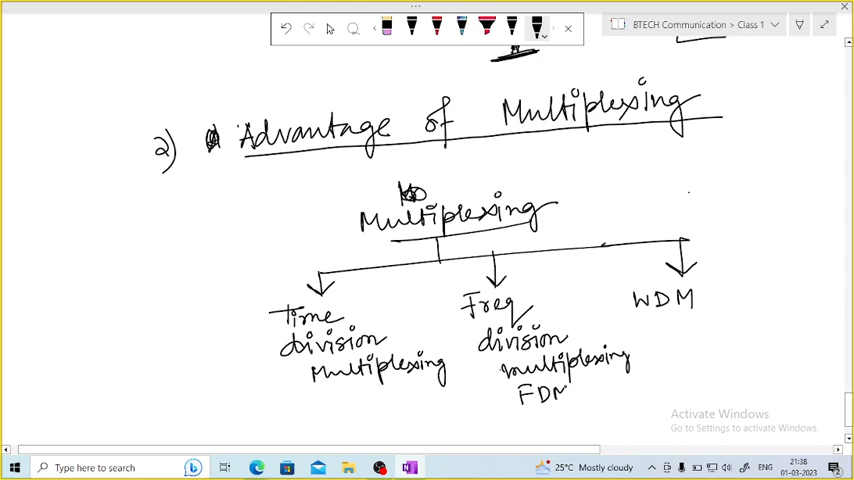 BTECH Communication > Class 1
2) Advantage of Multiplexing
Multiplexing
Time
division
Multiplexing
Freq
division
multiplexing
FDM
WDM
Activate Windows
Go to Settings to activate Windows.
Type here to search
25°C Mostly cloudy
ENG
21:38
01-03-2023
2